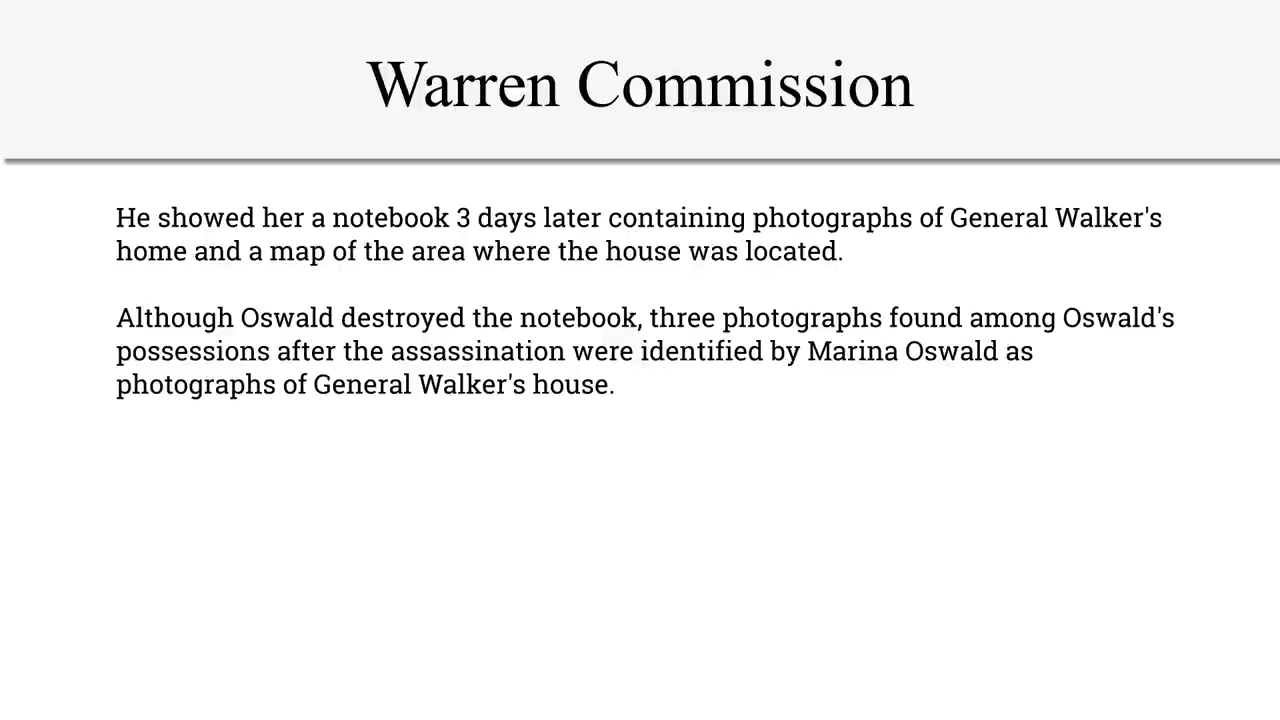 Warren Commission
He showed her a notebook 3 days later containing photographs of General Walker's
home and a map of the area where the house was located.
Although Oswald destroyed the notebook, three photographs found among Oswald's
possessions after the assassination were identified by Marina Oswald as
photographs of General Walker's house.